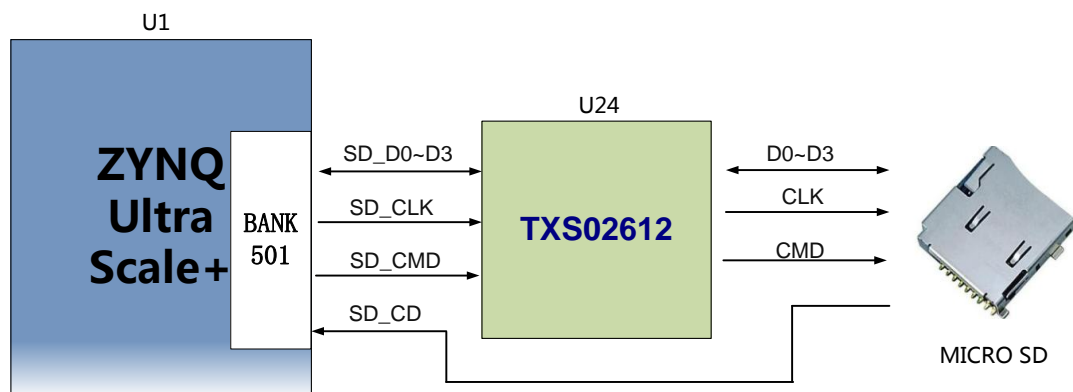 U1
U24
ZYNQ
Ultra
Scale+
BANK
501
SD_D0~D3
SD_CLK
SD_CMD
SD_CD
TXS02612
D0~D3
CLK
CMD
MICRO SD